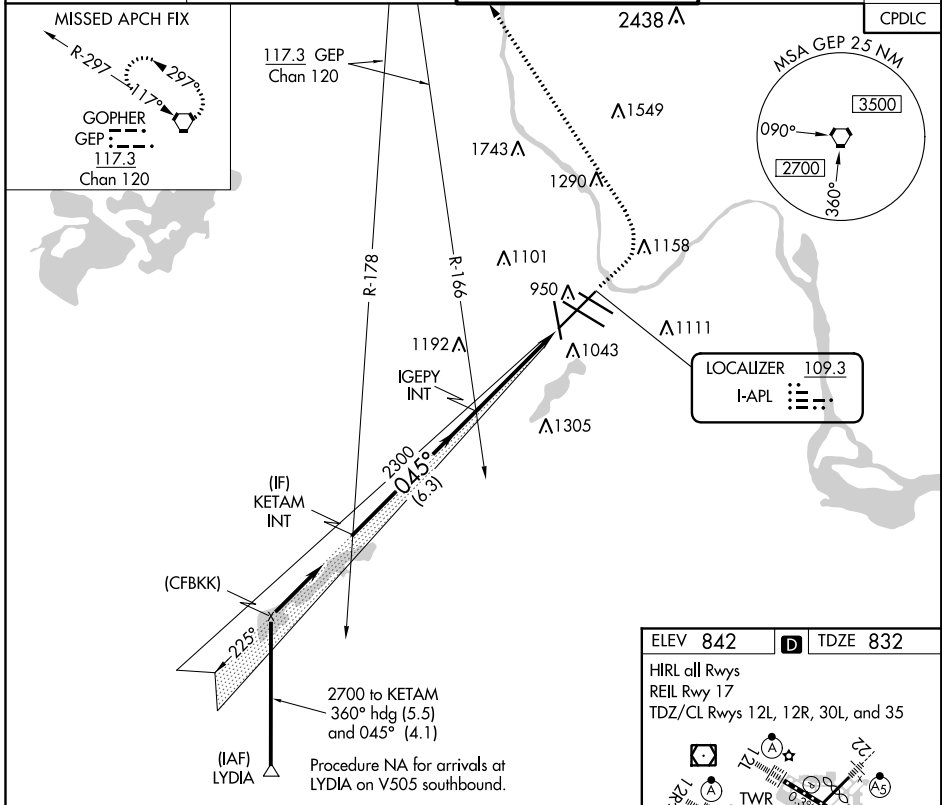 MISSED APCH FIX
R-297
297°
117°
GOPHER
GEP
117.3
Chan 120
117.3 GEP
Chan 120
2438
CPDLC
MSA GEP 25 NM
3500
090°
2700
360°
1549
1743
1290
1158
1101
950
1111
1192
1043
1305
R-178
R-166
LOCALIZER 109.3
I-APL
IGEPY
INT
2300
045°
(6.3)
(IF)
KETAM
INT
(CFBKK)
225°
2700 to KETAM
360° hdg (5.5)
and 045° (4.1)
(IAF)
LYDIA
Procedure NA for arrivals at
LYDIA on V505 southbound.
ELEV 842
D
TDZE 832
HIRL all Rwys
REIL Rwy 17
TDZ/CL Rwys 12L, 12R, 30L, and 35
A
12L
22
A
12R
TWR
A5